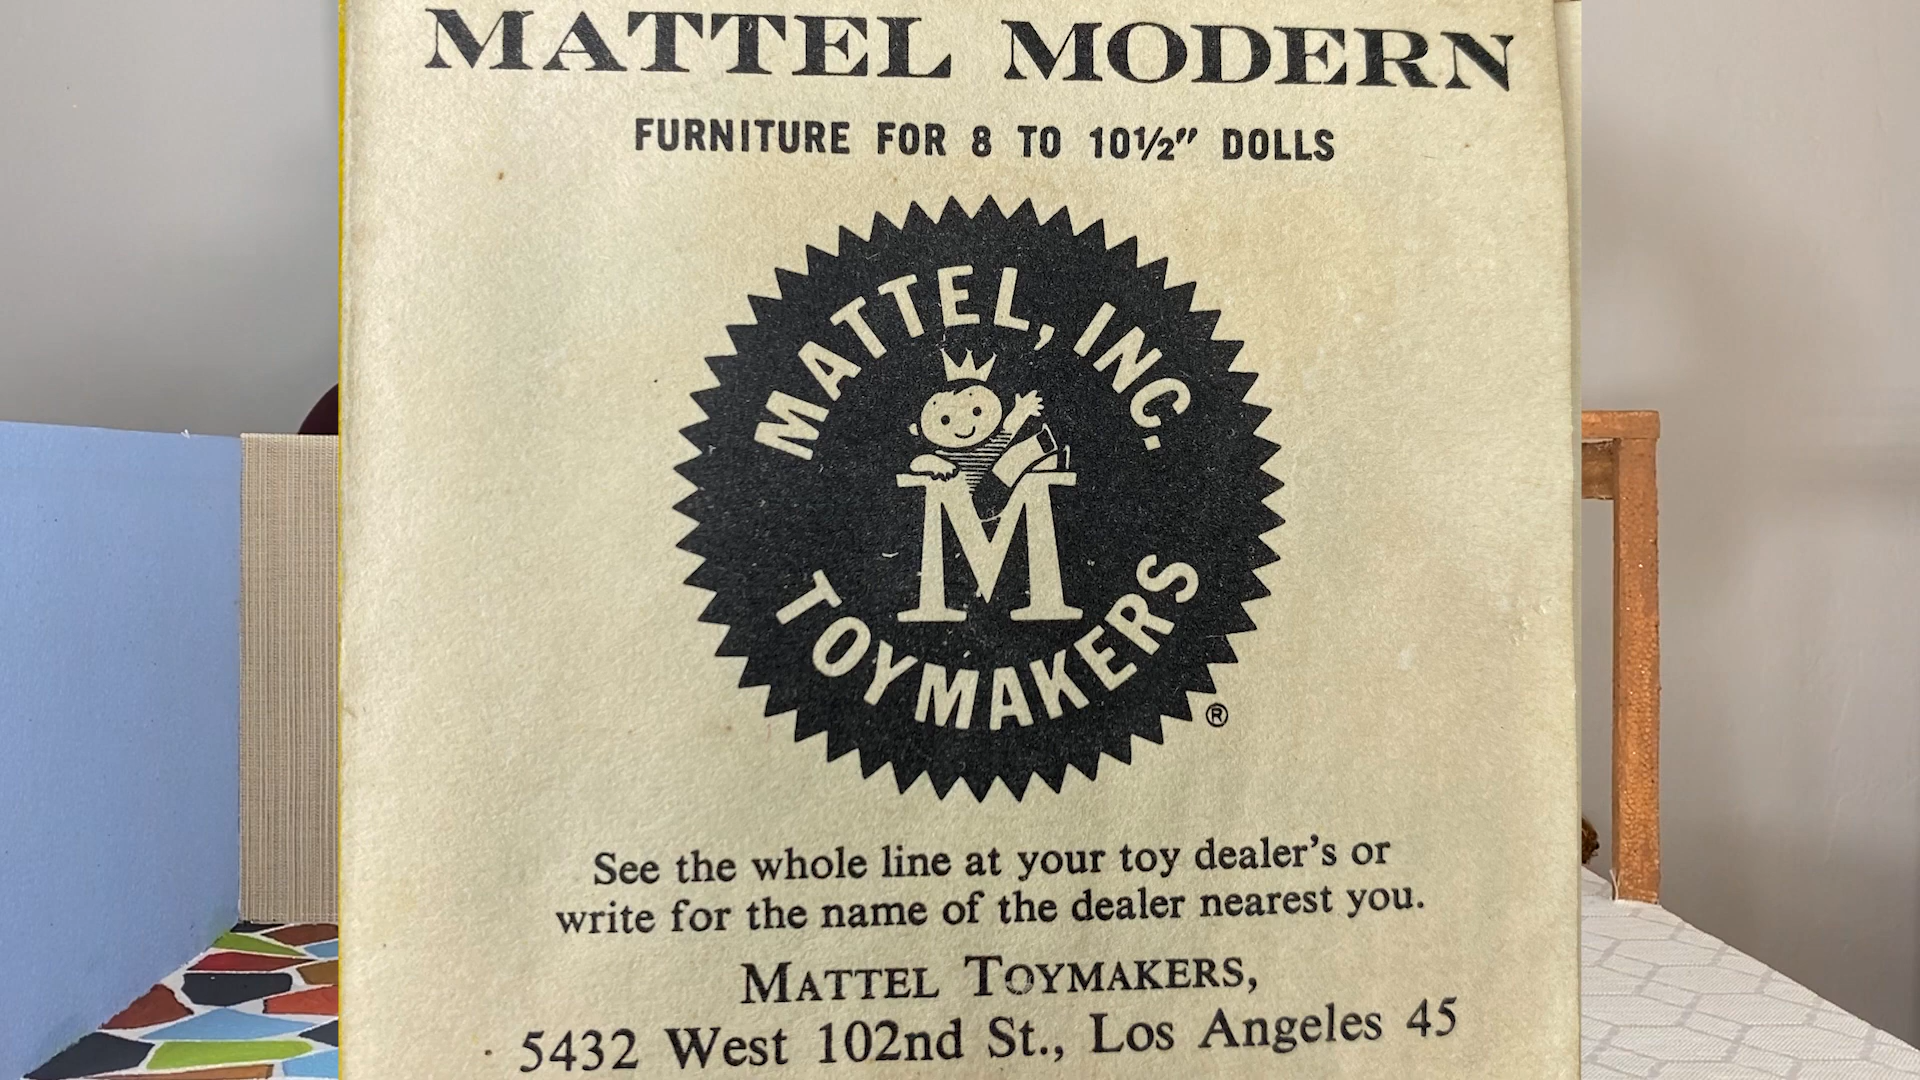 MATTEL MODERN
FURNITURE FOR 8 TO 10½" DOLLS
MATTEL, INC.
M
TOYMAKERS
®
See the whole line at your toy dealer's or
write for the name of the dealer nearest you.
MATTEL TOYMAKERS,
5432 West 102nd St., Los Angeles 45